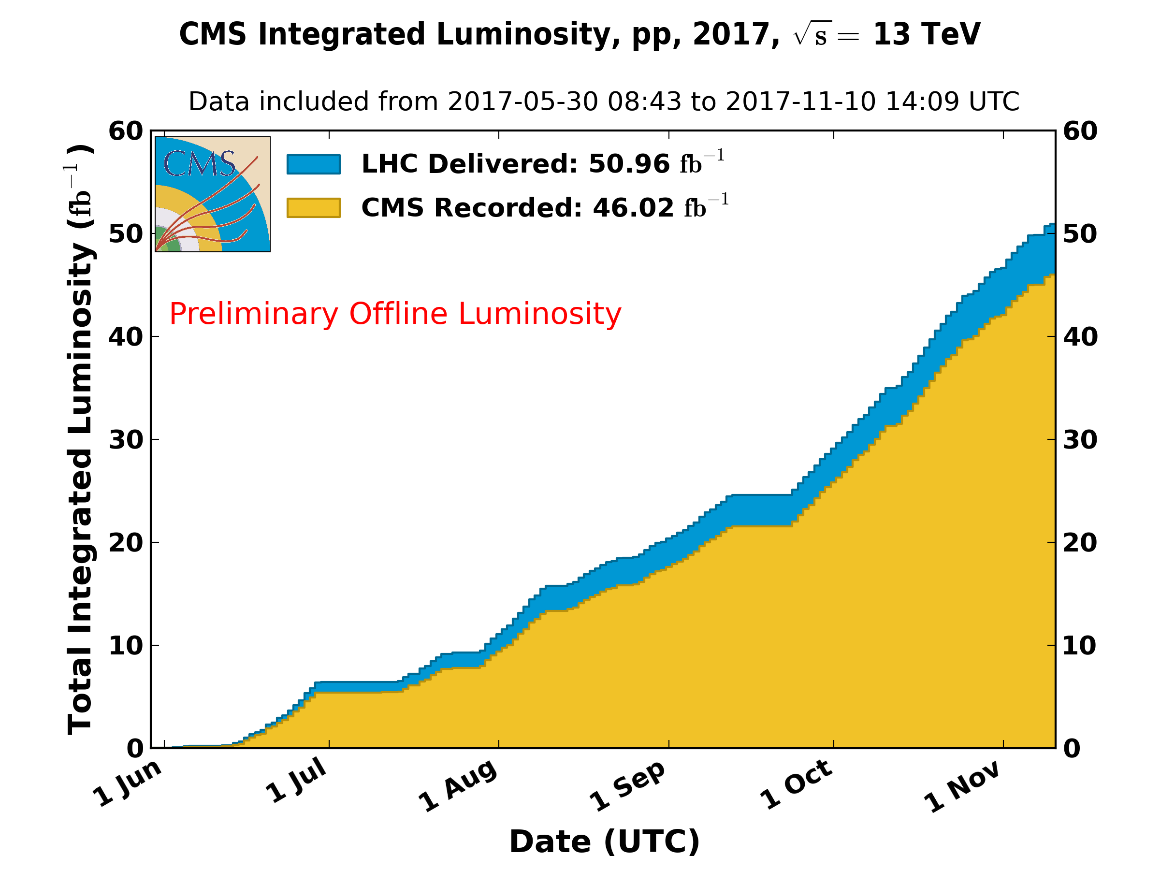 CMS Integrated Luminosity, pp, 2017, √s = 13 TeV
Data included from 2017-05-30 08:43 to 2017-11-10 14:09 UTC
CMS
LHC Delivered: 50.96 fb⁻¹
CMS Recorded: 46.02 fb⁻¹
Preliminary Offline Luminosity
Total Integrated Luminosity (fb⁻¹)
60
50
40
30
20
10
0
60
50
40
30
20
10
0
1 Jun
1 Jul
1 Aug
1 Sep
1 Oct
1 Nov
Date (UTC)